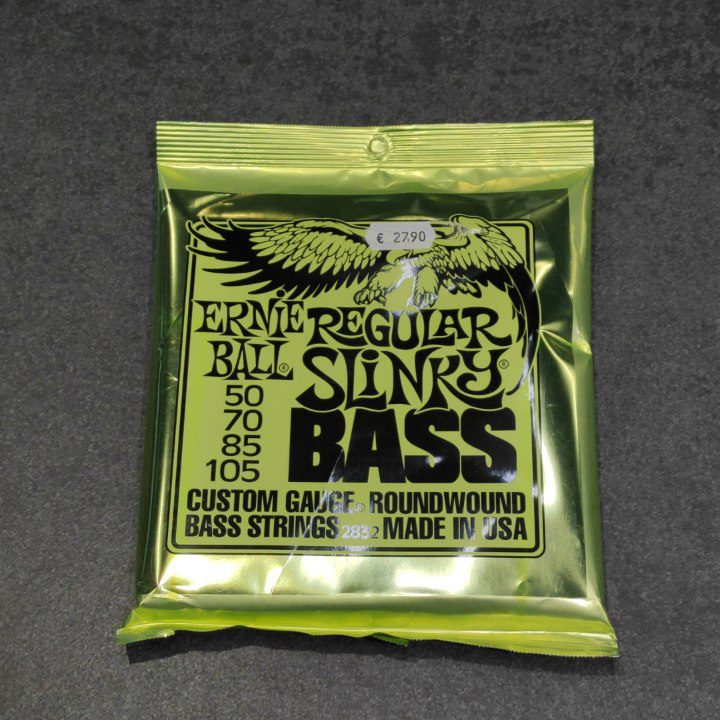 € 27.90
ERNiE BALL®
REGULAR SLiNKY®
BASS
50
70
85
105
CUSTOM GAUGE® ROUNDWOUND
BASS STRINGS 2832 MADE IN USA